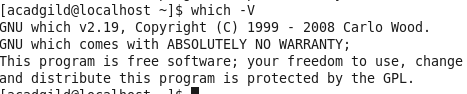 [acadgild@localhost ~]$ which -V
GNU which v2.19, Copyright (C) 1999 - 2008 Carlo Wood.
GNU which comes with ABSOLUTELY NO WARRANTY;
This program is free software; your freedom to use, change
and distribute this program is protected by the GPL.
[acadgild@localhost ~]$